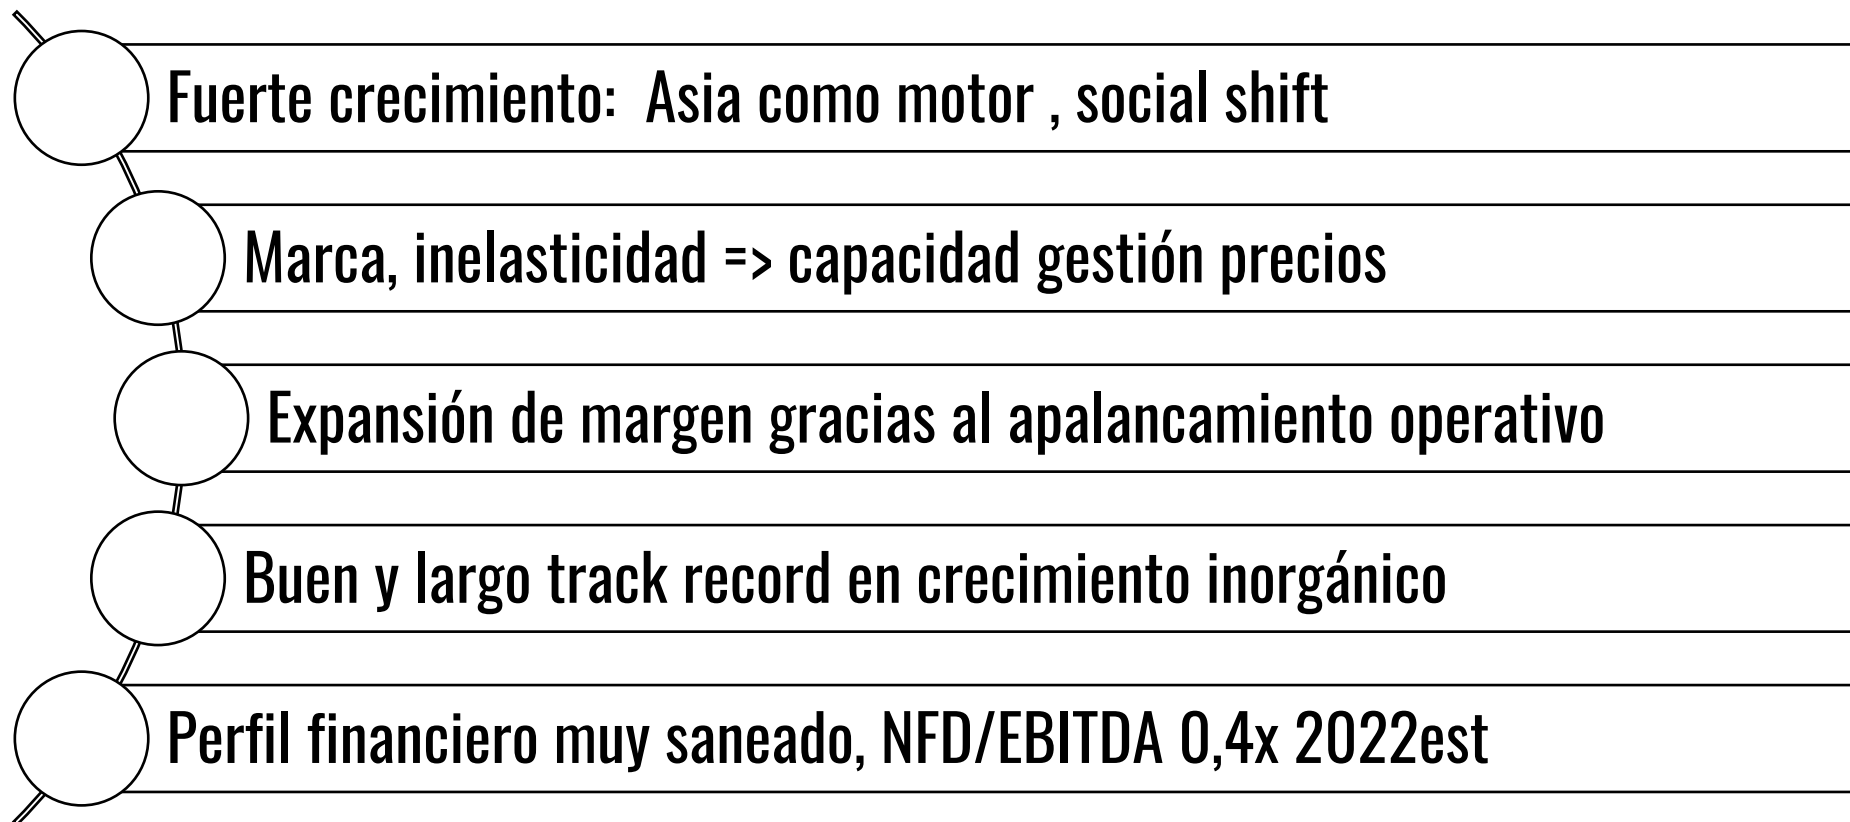 Fuerte crecimiento: Asia como motor , social shift
Marca, inelasticidad => capacidad gestión precios
Expansión de margen gracias al apalancamiento operativo
Buen y largo track record en crecimiento inorgánico
Perfil financiero muy saneado, NFD/EBITDA 0,4x 2022est